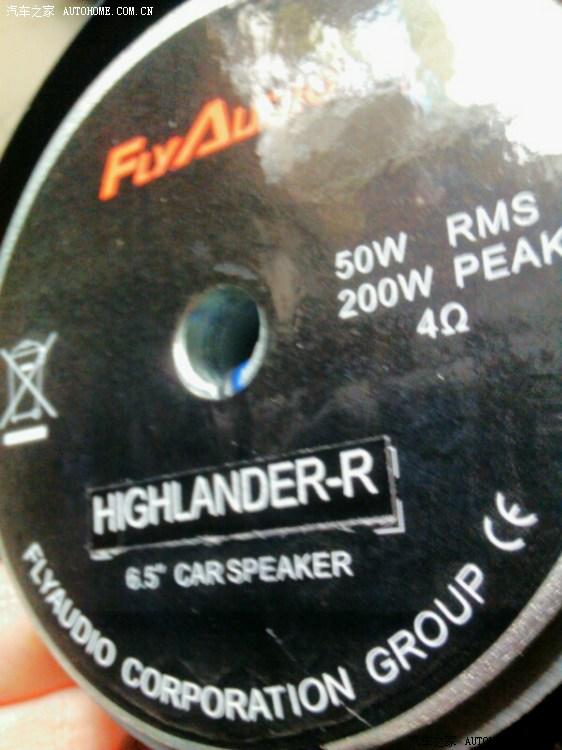 汽车之家 AUTOHOME.COM.CN
FLYAUDIO
50W RMS
200W PEAK
4Ω
HIGHLANDER-R
6.5" CAR SPEAKER
CE
FLYAUDIO CORPORATION GROUP